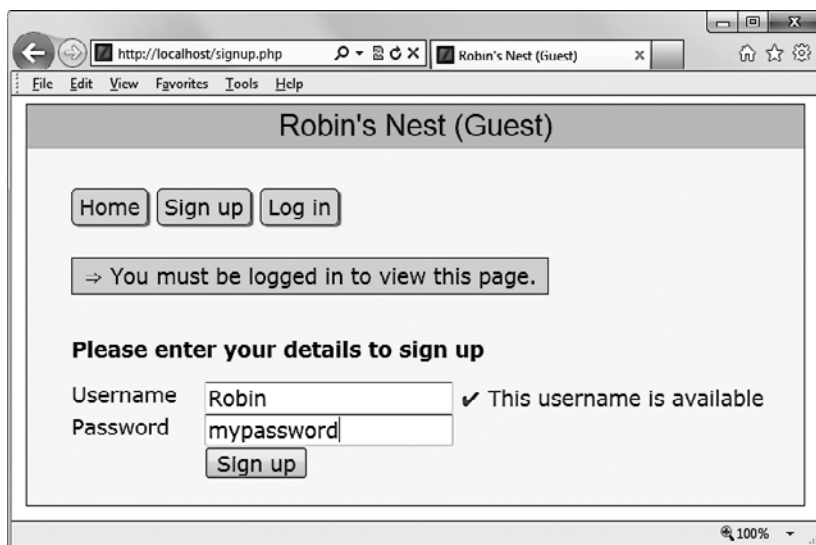 http://localhost/signup.php
Robin's Nest (Guest)
File Edit View Favorites Tools Help
Robin's Nest (Guest)
Home Sign up Log in
⇒ You must be logged in to view this page.
Please enter your details to sign up
Username Robin ✔ This username is available
Password mypassword
Sign up
100%